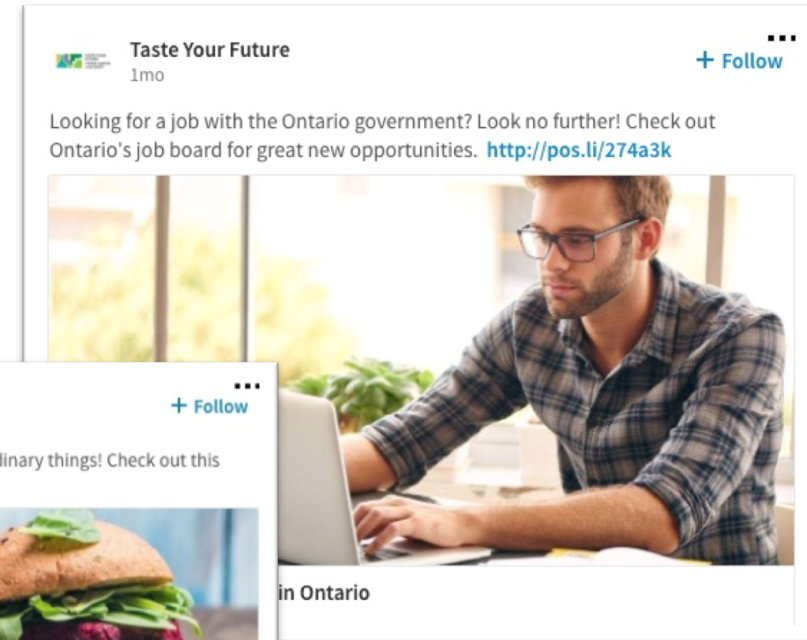 Taste Your Future
1mo
+ Follow
Looking for a job with the Ontario government? Look no further! Check out
Ontario's job board for great new opportunities. http://pos.li/274a3k
+ Follow
dinary things! Check out this
in Ontario